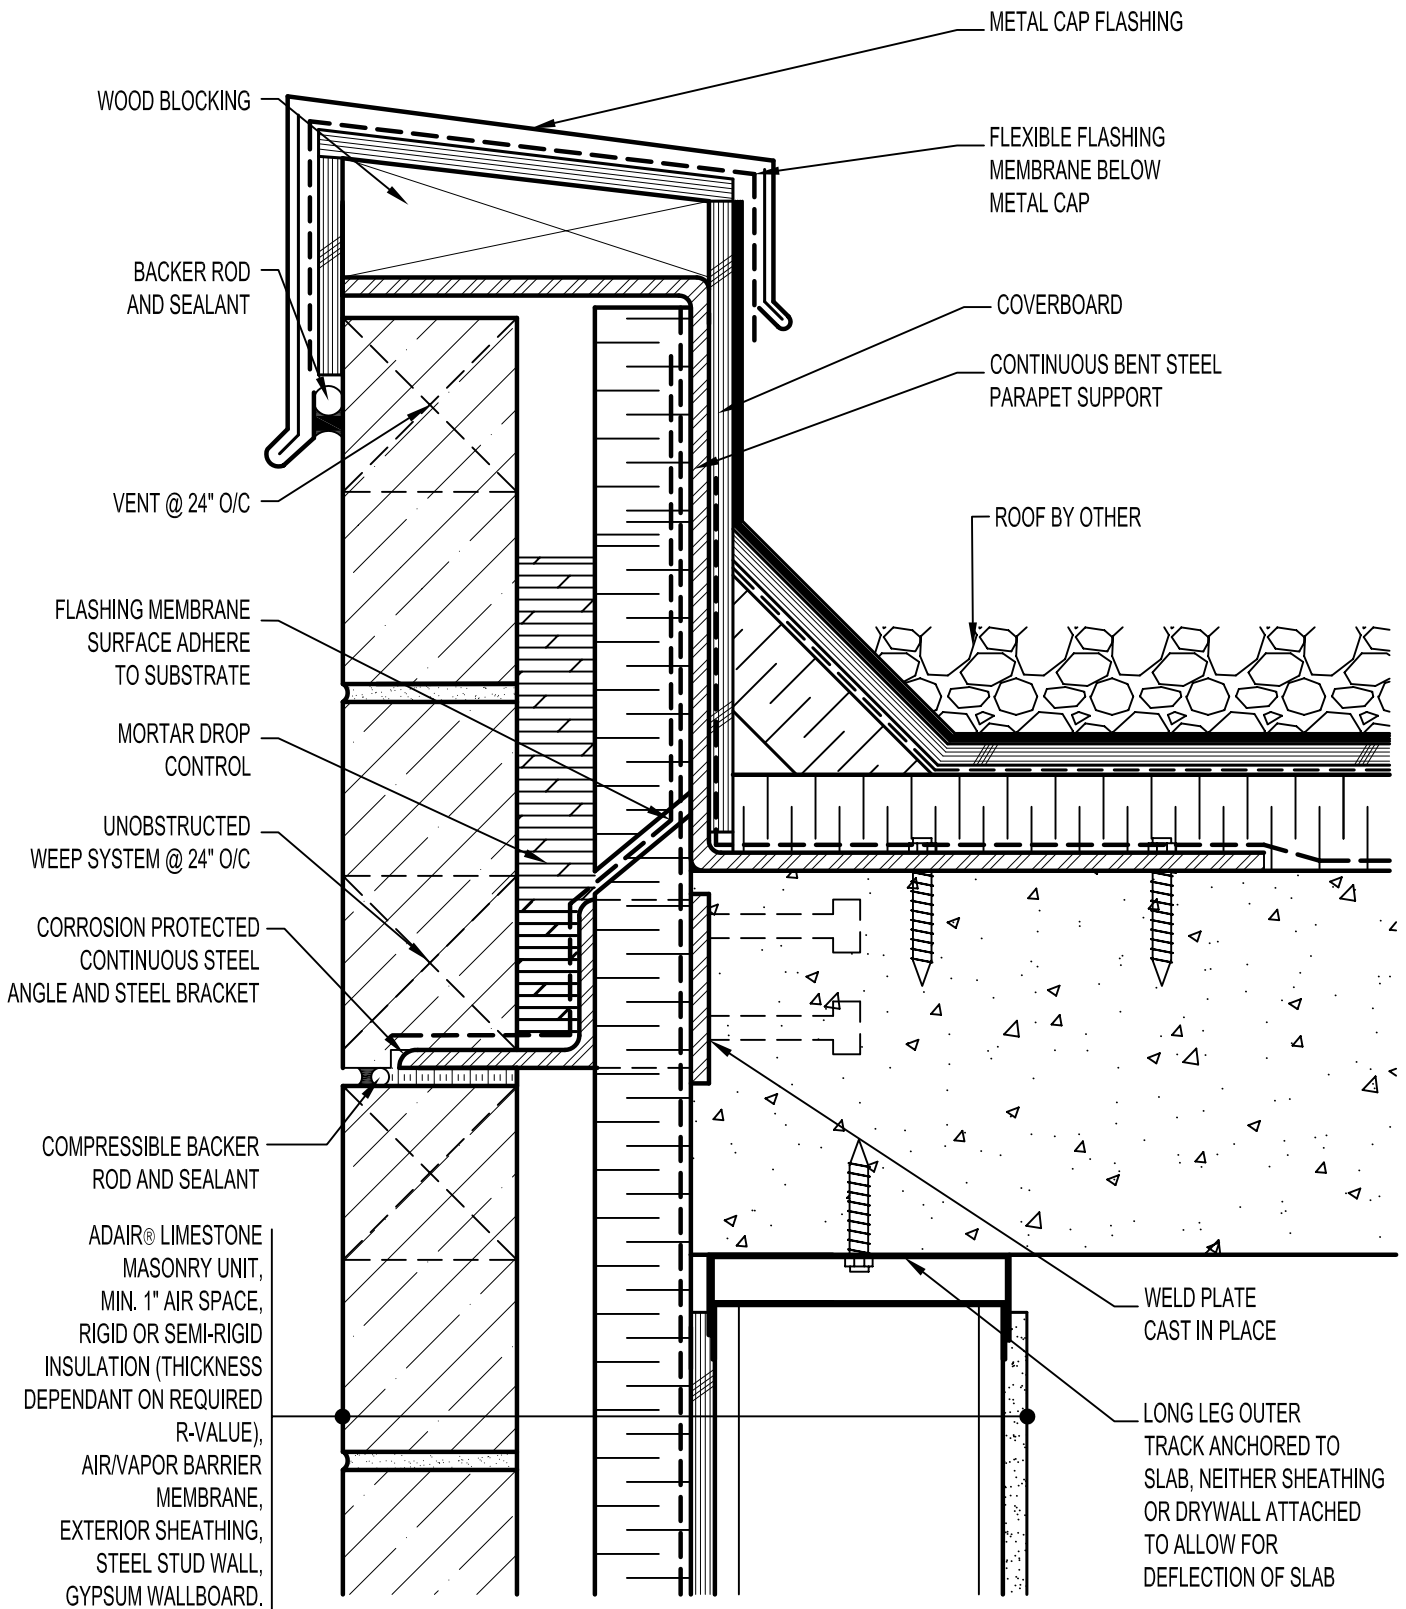 METAL CAP FLASHING
WOOD BLOCKING
FLEXIBLE FLASHING
MEMBRANE BELOW
METAL CAP
BACKER ROD
AND SEALANT
COVERBOARD
CONTINUOUS BENT STEEL
PARAPET SUPPORT
VENT @ 24" O/C
ROOF BY OTHER
FLASHING MEMBRANE
SURFACE ADHERE
TO SUBSTRATE
MORTAR DROP
CONTROL
UNOBSTRUCTED
WEEP SYSTEM @ 24" O/C
CORROSION PROTECTED
CONTINUOUS STEEL
ANGLE AND STEEL BRACKET
COMPRESSIBLE BACKER
ROD AND SEALANT
ADAIR® LIMESTONE
MASONRY UNIT,
MIN. 1" AIR SPACE,
RIGID OR SEMI-RIGID
INSULATION (THICKNESS
DEPENDANT ON REQUIRED
R-VALUE),
AIR/VAPOR BARRIER
MEMBRANE,
EXTERIOR SHEATHING,
STEEL STUD WALL,
GYPSUM WALLBOARD.
WELD PLATE
CAST IN PLACE
LONG LEG OUTER
TRACK ANCHORED TO
SLAB, NEITHER SHEATHING
OR DRYWALL ATTACHED
TO ALLOW FOR
DEFLECTION OF SLAB